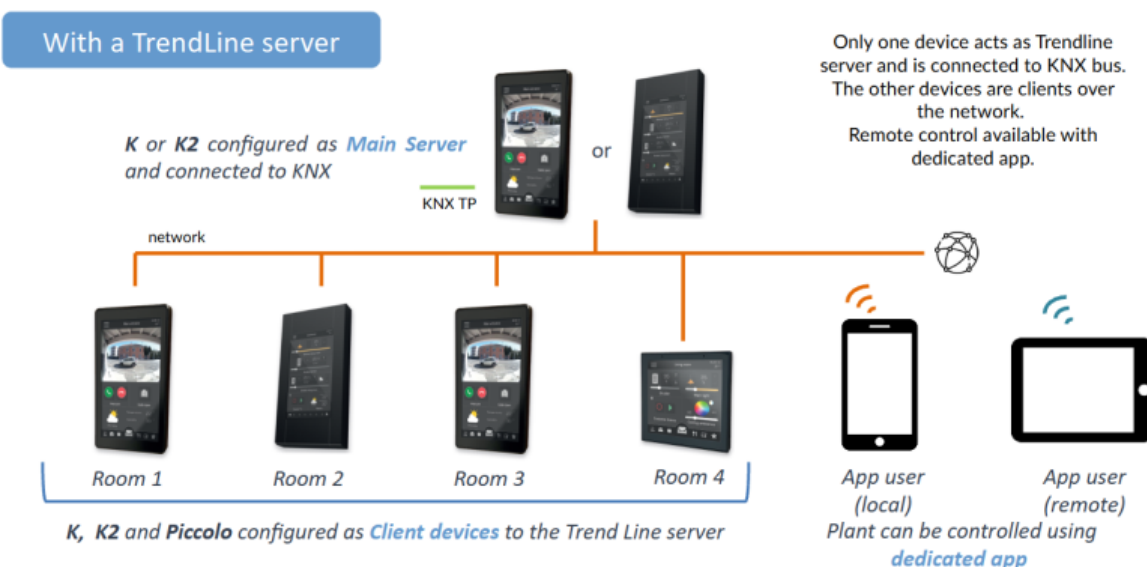 With a TrendLine server
Only one device acts as Trendline
server and is connected to KNX bus.
The other devices are clients over
the network.
Remote control available with
dedicated app.
K or K2 configured as Main Server
and connected to KNX
or
KNX TP
network
Room 1
Room 2
Room 3
Room 4
App user
(local)
App user
(remote)
K, K2 and Piccolo configured as Client devices to the Trend Line server
Plant can be controlled using
dedicated app